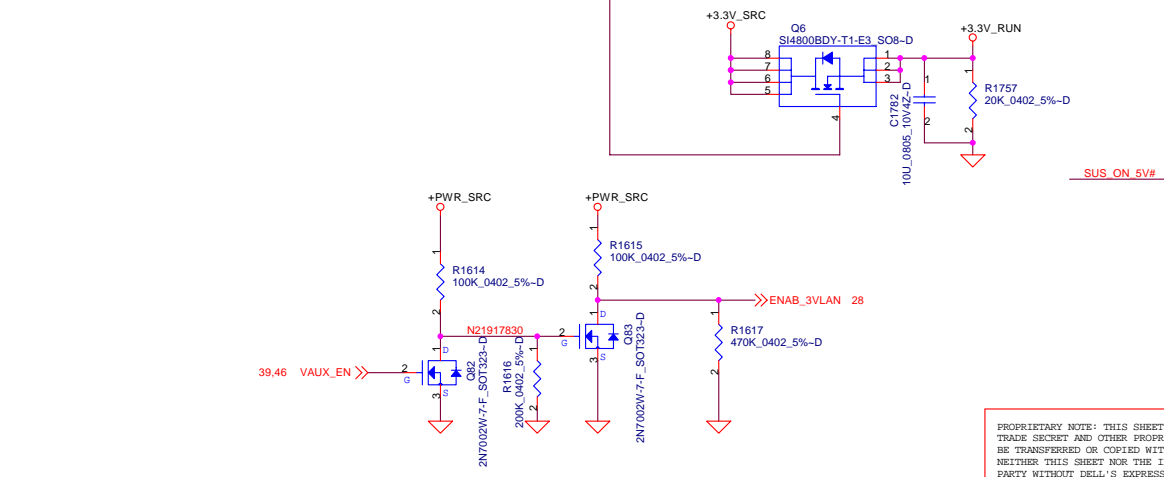 +3.3V_SRC
Q6
SI4800BDY-T1-E3_SO8~D
+3.3V_RUN
8
7
6
5
1
2
3
4
1
2
C1782
10U_0805_10V4Z~D
1
2
R1757
20K_0402_5%~D
SUS_ON_5V#
+PWR_SRC
+PWR_SRC
1
2
R1614
100K_0402_5%~D
1
2
R1615
100K_0402_5%~D
ENAB_3VLAN 28
N21917830
39,46 VAUX_EN
2
G
1
D
3
S
Q82
2N7002W-7-F_SOT323~D
1
2
R1616
200K_0402_5%~D
2
G
1
D
3
S
Q83
2N7002W-7-F_SOT323~D
1
2
R1617
470K_0402_5%~D
PROPRIETARY NOTE: THIS SHEET
TRADE SECRET AND OTHER PROPR
BE TRANSFERRED OR COPIED WIT
NEITHER THIS SHEET NOR THE I
PARTY WITHOUT DELL'S EXPRESS